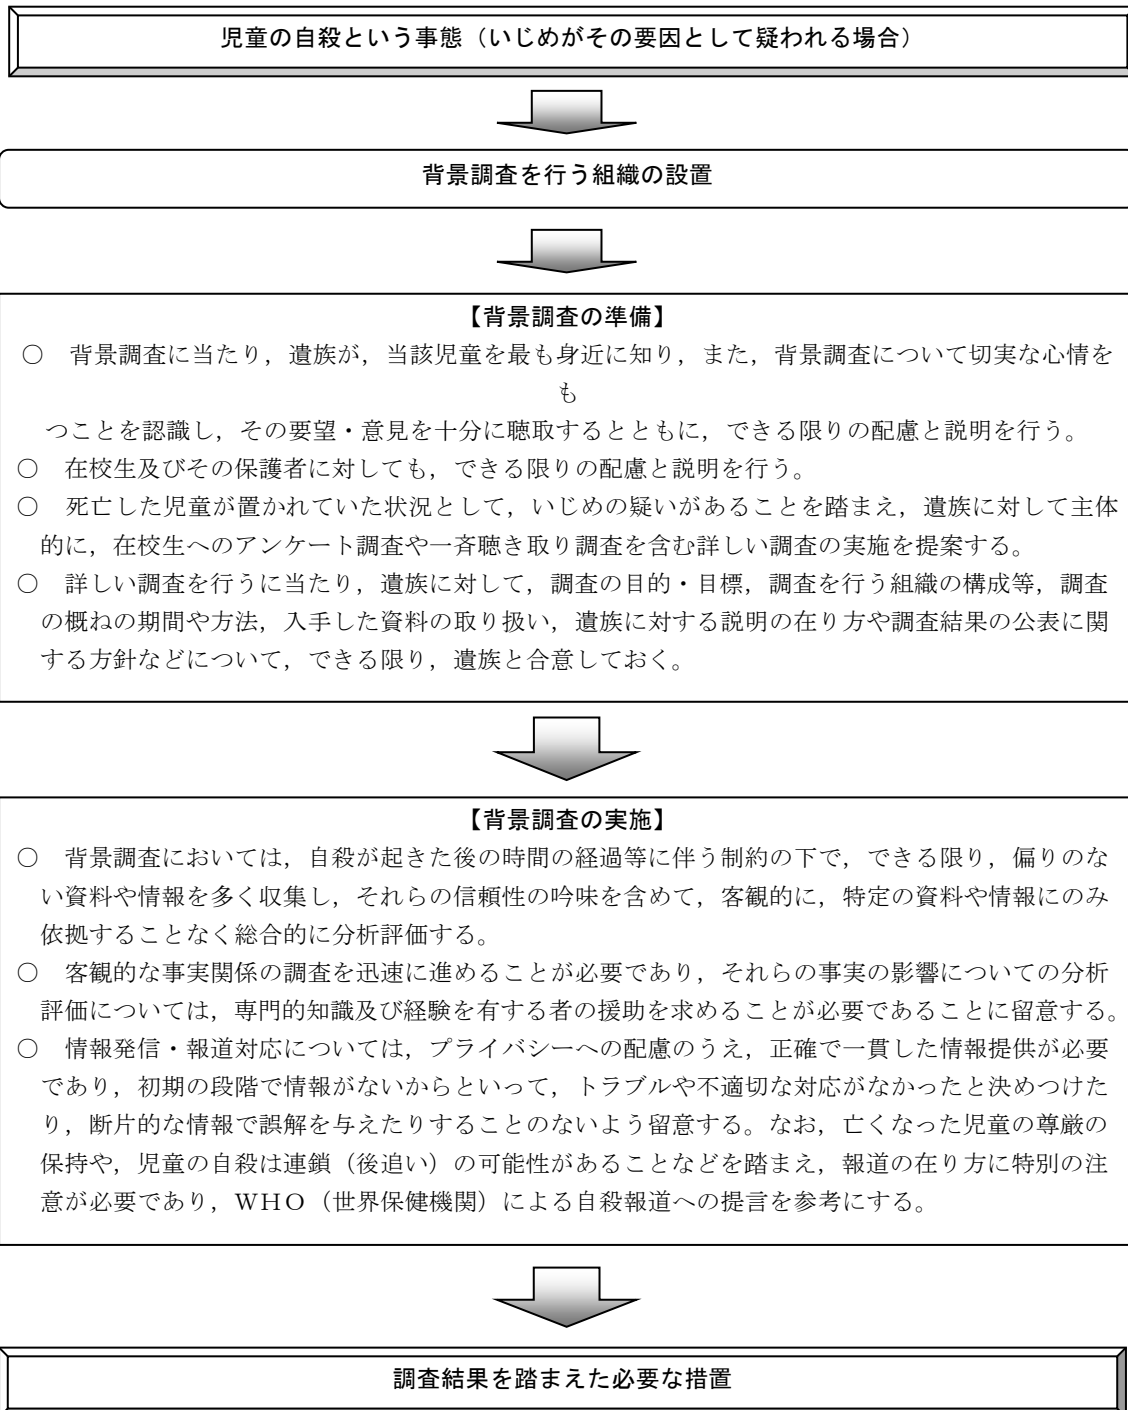 児童の自殺という事態（いじめがその要因として疑われる場合）
背景調査を行う組織の設置
【背景調査の準備】
○　背景調査に当たり，遺族が，当該児童を最も身近に知り，また，背景調査について切実な心情を
も
つことを認識し，その要望・意見を十分に聴取するとともに，できる限りの配慮と説明を行う。
○　在校生及びその保護者に対しても，できる限りの配慮と説明を行う。
○　死亡した児童が置かれていた状況として，いじめの疑いがあることを踏まえ，遺族に対して主体
的に，在校生へのアンケート調査や一斉聴き取り調査を含む詳しい調査の実施を提案する。
○　詳しい調査を行うに当たり，遺族に対して，調査の目的・目標，調査を行う組織の構成等，調査
の概ねの期間や方法，入手した資料の取り扱い，遺族に対する説明の在り方や調査結果の公表に関
する方針などについて，できる限り，遺族と合意しておく。
【背景調査の実施】
○　背景調査においては，自殺が起きた後の時間の経過等に伴う制約の下で，できる限り，偏りのな
い資料や情報を多く収集し，それらの信頼性の吟味を含めて，客観的に，特定の資料や情報にのみ
依拠することなく総合的に分析評価する。
○　客観的な事実関係の調査を迅速に進めることが必要であり，それらの事実の影響についての分析
評価については，専門的知識及び経験を有する者の援助を求めることが必要であることに留意する。
○　情報発信・報道対応については，プライバシーへの配慮のうえ，正確で一貫した情報提供が必要
であり，初期の段階で情報がないからといって，トラブルや不適切な対応がなかったと決めつけた
り，断片的な情報で誤解を与えたりすることのないよう留意する。なお，亡くなった児童の尊厳の
保持や，児童の自殺は連鎖（後追い）の可能性があることなどを踏まえ，報道の在り方に特別の注
意が必要であり，ＷＨＯ（世界保健機関）による自殺報道への提言を参考にする。
調査結果を踏まえた必要な措置